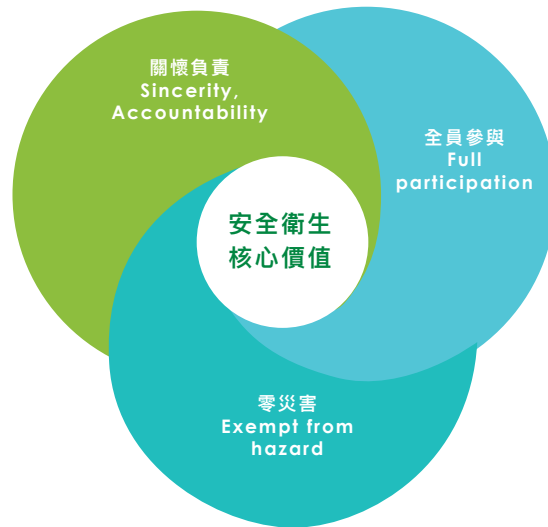 關懷負責
Sincerity,
Accountability
全員參與
Full
participation
安全衛生
核心價值
零災害
Exempt from
hazard